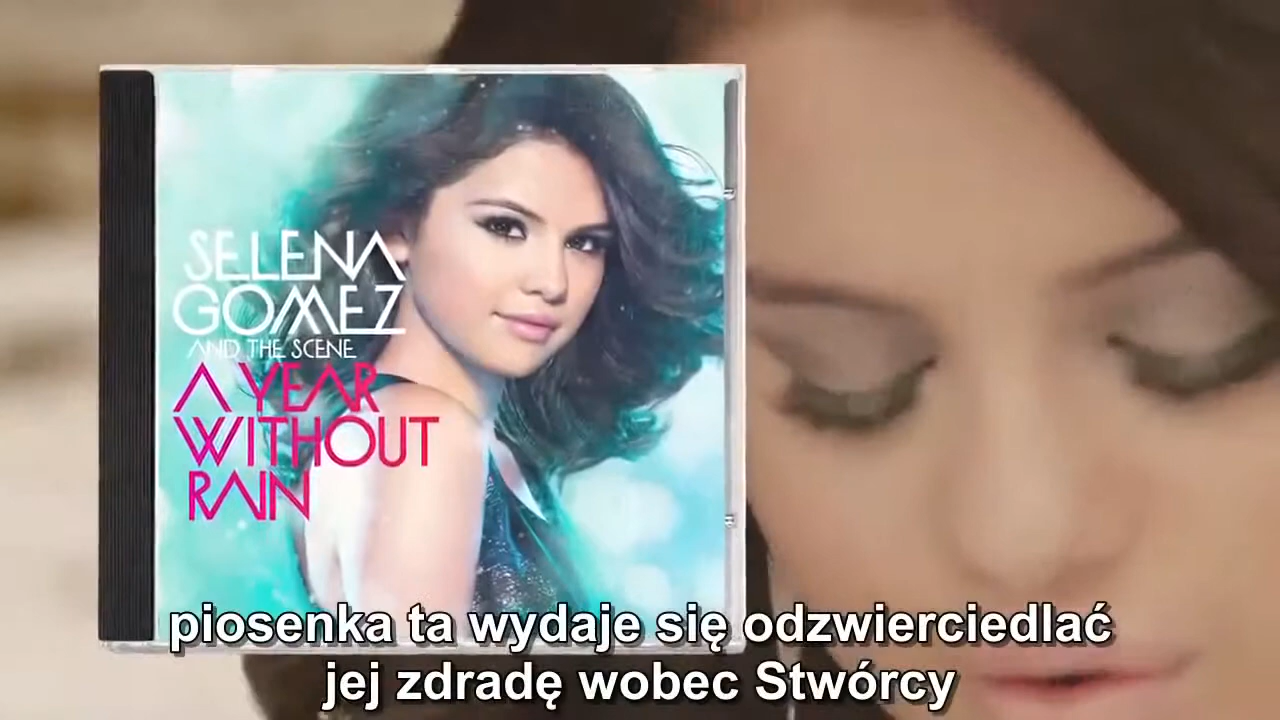 SELENA
GOMEZ
AND THE SCENE
A YEAR
WITHOUT
RAIN
piosenka ta wydaje się odzwierciedlać
jej zdradę wobec Stwórcy